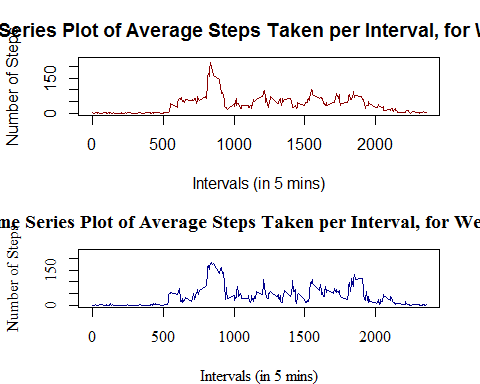 Series Plot of Average Steps Taken per Interval, for
Number of Steps
150
0
0 500 1000 1500 2000
Intervals (in 5 mins)
Series Plot of Average Steps Taken per Interval, for We
Number of Steps
150
0
0 500 1000 1500 2000
Intervals (in 5 mins)